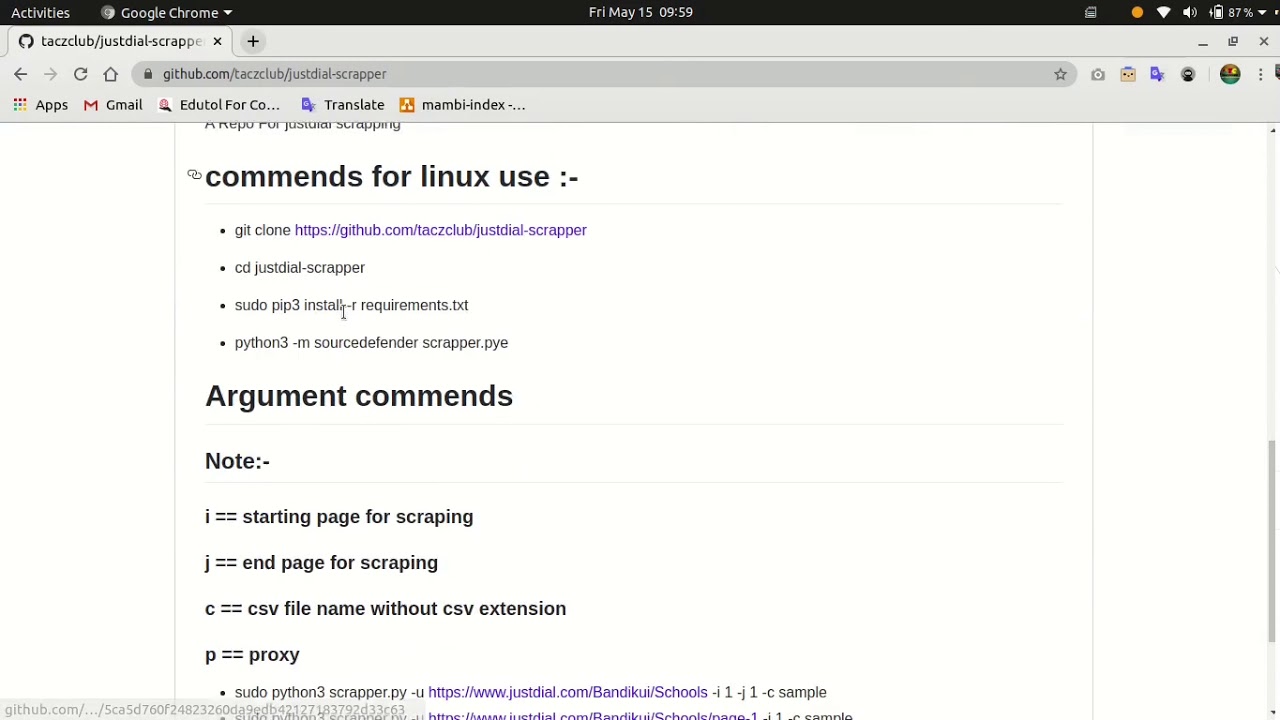 Activities Google Chrome Fri May 15 09:59 87%
taczclub/justdial-scrappe
github.com/taczclub/justdial-scrapper
Apps Gmail Edutol For Co... Translate mambi-index -...
A Repo For justdial scrapping
commends for linux use :-
git clone https://github.com/taczclub/justdial-scrapper
cd justdial-scrapper
sudo pip3 install -r requirements.txt
python3 -m sourcedefender scrapper.pye
Argument commends
Note:-
i == starting page for scraping
j == end page for scraping
c == csv file name without csv extension
p == proxy
sudo python3 scrapper.py -u https://www.justdial.com/Bandikui/Schools -i 1 -j 1 -c sample
github.com/.../5ca5d760f24823260da9edb42127183792d33c63
sudo python3 scrapper.py -u https://www.justdial.com/Bandikui/Schools/page-1 -i 1 -c sample